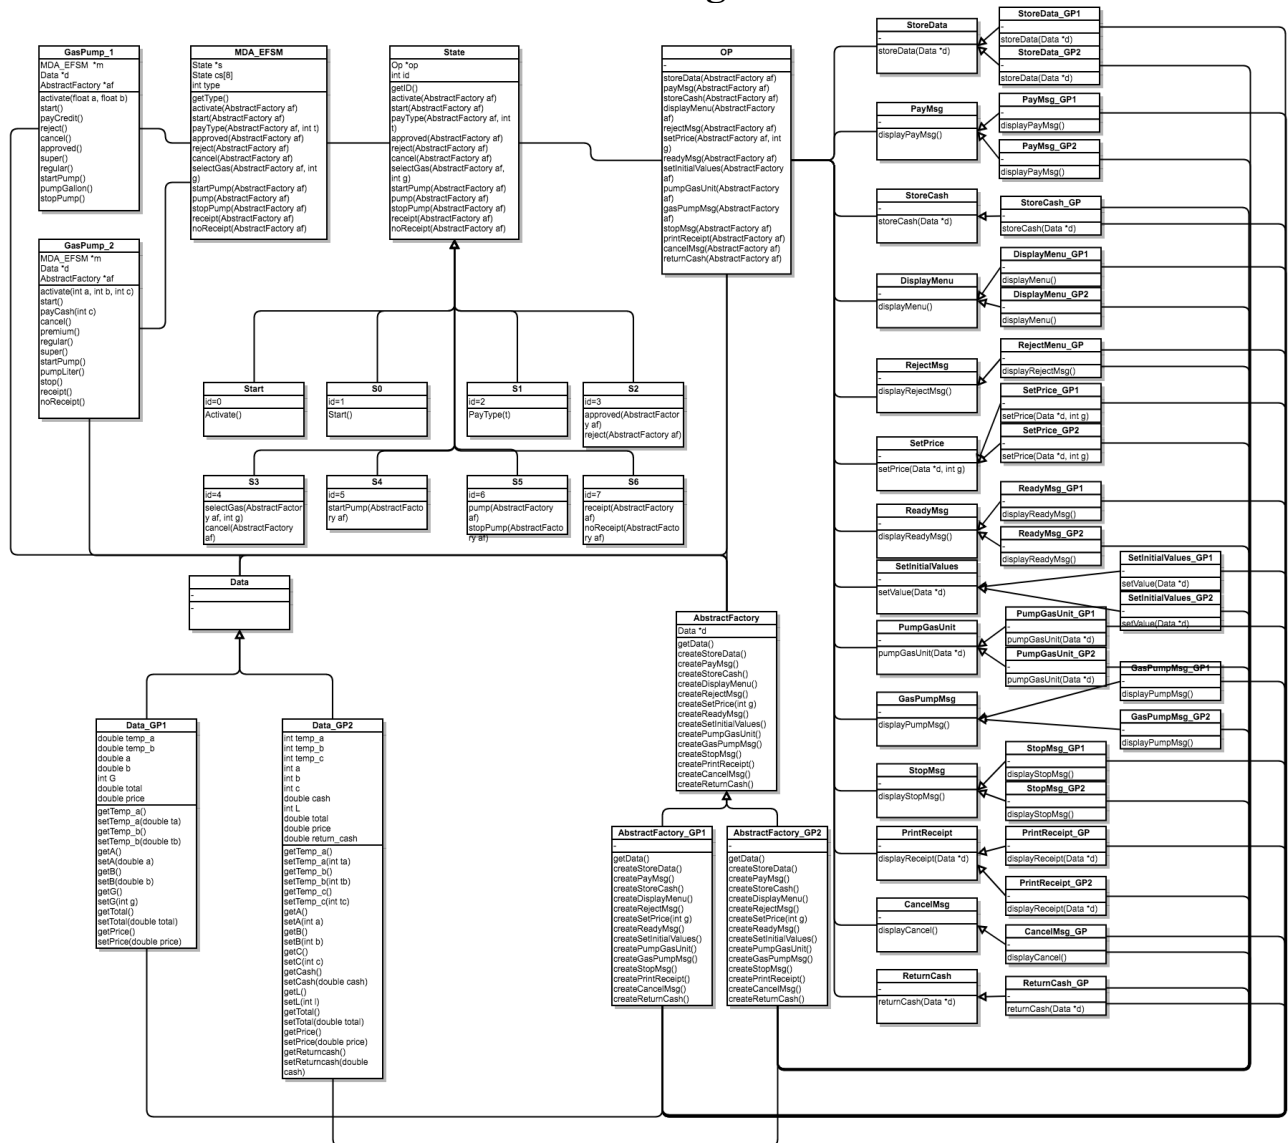 GasPump_1
MDA_EFSM *m
Data *d
AbstractFactory *af
activate(float a, float b)
start()
payCredit()
reject()
cancel()
approved()
super()
regular()
startPump()
pumpGallon()
stopPump()
MDA_EFSM
State *s
State cs[8]
int type
getType()
activate(AbstractFactory af)
start(AbstractFactory af)
payType(AbstractFactory af, int t)
approved(AbstractFactory af)
reject(AbstractFactory af)
cancel(AbstractFactory af)
selectGas(AbstractFactory af, int
g)
startPump(AbstractFactory af)
pump(AbstractFactory af)
stopPump(AbstractFactory af)
receipt(AbstractFactory af)
noReceipt(AbstractFactory af)
State
Op *op
int id
getID()
activate(AbstractFactory af)
start(AbstractFactory af)
payType(AbstractFactory af, int
t)
approved(AbstractFactory af)
reject(AbstractFactory af)
cancel(AbstractFactory af)
selectGas(AbstractFactory af,
int g)
startPump(AbstractFactory af)
pump(AbstractFactory af)
stopPump(AbstractFactory af)
receipt(AbstractFactory af)
noReceipt(AbstractFactory af)
OP
-
storeData(AbstractFactory af)
payMsg(AbstractFactory af)
storeCash(AbstractFactory af)
displayMenu(AbstractFactory
af)
rejectMsg(AbstractFactory af)
setPrice(AbstractFactory af, int
g)
readyMsg(AbstractFactory af)
setInitialValues(AbstractFactory
af)
pumpGasUnit(AbstractFactory
af)
gasPumpMsg(AbstractFactory
af)
stopMsg(AbstractFactory af)
printReceipt(AbstractFactory af)
cancelMsg(AbstractFactory af)
returnCash(AbstractFactory af)
GasPump_2
MDA_EFSM *m
Data *d
AbstractFactory *af
activate(int a, int b, int c)
start()
payCash(int c)
cancel()
premium()
regular()
super()
startPump()
pumpLiter()
stop()
receipt()
noReceipt()
Start
id=0
Activate()
S0
id=1
Start()
S1
id=2
PayType(t)
S2
id=3
approved(AbstractFactor
y af)
reject(AbstractFactory af)
S3
id=4
selectGas(AbstractFactor
y af, int g)
cancel(AbstractFactory
af)
S4
id=5
startPump(AbstractFacto
ry af)
S5
id=6
pump(AbstractFactory
af)
stopPump(AbstractFacto
ry af)
S6
id=7
receipt(AbstractFactory
af)
noReceipt(AbstractFacto
ry af)
Data
-
-
Data_GP1
double temp_a
double temp_b
double a
double b
int G
double total
double price
getTemp_a()
setTemp_a(double ta)
getTemp_b()
setTemp_b(double tb)
getA()
setA(double a)
getB()
setB(double b)
getG()
setG(int g)
getTotal()
setTotal(double total)
getPrice()
setPrice(double price)
Data_GP2
int temp_a
int temp_b
int temp_c
int a
int b
int c
double cash
int L
double total
double price
double return_cash
getTemp_a()
setTemp_a(int ta)
getTemp_b()
setTemp_b(int tb)
getTemp_c()
setTemp_c(int tc)
getA()
setA(int a)
getB()
setB(int b)
getC()
setC(int c)
getCash()
setCash(double cash)
getL()
setL(int l)
getTotal()
setTotal(double total)
getPrice()
setPrice(double price)
getReturncash()
setReturncash(double
cash)
AbstractFactory
Data *d
getData()
createStoreData()
createPayMsg()
createStoreCash()
createDisplayMenu()
createRejectMsg()
createSetPrice(int g)
createReadyMsg()
createSetInitialValues()
createPumpGasUnit()
createGasPumpMsg()
createStopMsg()
createPrintReceipt()
createCancelMsg()
createReturnCash()
AbstractFactory_GP1
-
getData()
createStoreData()
createPayMsg()
createStoreCash()
createDisplayMenu()
createRejectMsg()
createSetPrice(int g)
createReadyMsg()
createSetInitialValues()
createPumpGasUnit()
createGasPumpMsg()
createStopMsg()
createPrintReceipt()
createCancelMsg()
createReturnCash()
AbstractFactory_GP2
-
getData()
createStoreData()
createPayMsg()
createStoreCash()
createDisplayMenu()
createRejectMsg()
createSetPrice(int g)
createReadyMsg()
createSetInitialValues()
createPumpGasUnit()
createGasPumpMsg()
createStopMsg()
createPrintReceipt()
createCancelMsg()
createReturnCash()
StoreData
-
storeData(Data *d)
StoreData_GP1
-
storeData(Data *d)
StoreData_GP2
-
storeData(Data *d)
PayMsg
-
displayPayMsg()
PayMsg_GP1
-
displayPayMsg()
PayMsg_GP2
-
displayPayMsg()
StoreCash
-
storeCash(Data *d)
StoreCash_GP
-
storeCash(Data *d)
DisplayMenu
-
displayMenu()
DisplayMenu_GP1
-
displayMenu()
DisplayMenu_GP2
-
displayMenu()
RejectMsg
-
displayRejectMsg()
RejectMenu_GP
-
displayRejectMsg()
SetPrice
-
setPrice(Data *d, int g)
SetPrice_GP1
-
setPrice(Data *d, int g)
SetPrice_GP2
-
setPrice(Data *d, int g)
ReadyMsg
-
displayReadyMsg()
ReadyMsg_GP1
-
displayReadyMsg()
ReadyMsg_GP2
-
displayReadyMsg()
SetInitialValues
-
setValue(Data *d)
SetInitialValues_GP1
-
setValue(Data *d)
SetInitialValues_GP2
-
setValue(Data *d)
PumpGasUnit
-
pumpGasUnit(Data *d)
PumpGasUnit_GP1
-
pumpGasUnit(Data *d)
PumpGasUnit_GP2
-
pumpGasUnit(Data *d)
GasPumpMsg
-
displayPumpMsg()
GasPumpMsg_GP1
-
displayPumpMsg()
GasPumpMsg_GP2
-
displayPumpMsg()
StopMsg
-
displayStopMsg()
StopMsg_GP1
-
displayStopMsg()
StopMsg_GP2
-
displayStopMsg()
PrintReceipt
-
displayReceipt(Data *d)
PrintReceipt_GP
-
displayReceipt(Data *d)
PrintReceipt_GP2
-
displayReceipt(Data *d)
CancelMsg
-
displayCancel()
CancelMsg_GP
-
displayCancel()
ReturnCash
-
returnCash(Data *d)
ReturnCash_GP
-
returnCash(Data *d)